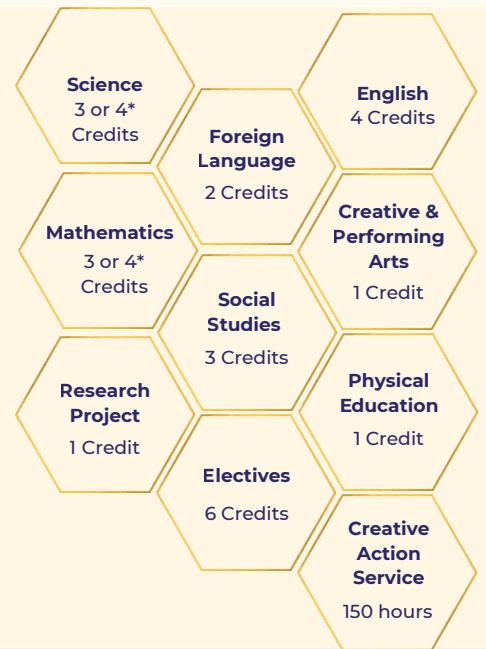 Science
3 or 4*
Credits
English
4 Credits
Foreign
Language
2 Credits
Mathematics
3 or 4*
Credits
Creative &
Performing
Arts
1 Credit
Social
Studies
3 Credits
Research
Project
1 Credit
Physical
Education
1 Credit
Electives
6 Credits
Creative
Action
Service
150 hours